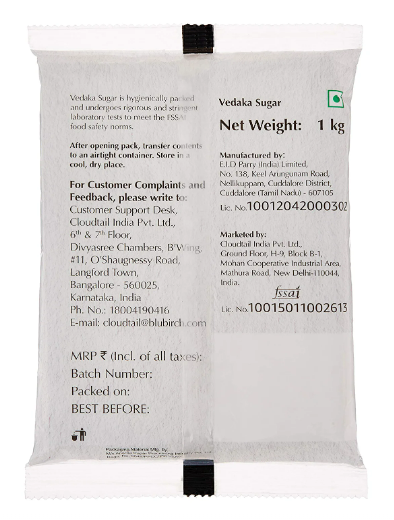 Vedaka Sugar is hygienically packed
and undergoes rigorous and stringent
laboratory tests to meet the FSSAI
food safety norms.
After opening pack, transfer contents
to an airtight container. Store in a
cool, dry place.
For Customer Complaints and
Feedback, please write to:
Customer Support Desk,
Cloudtail India Pvt. Ltd.,
6th & 7th Floor,
Divyasree Chambers, B'Wing,
#11, O'Shaugnessy Road,
Langford Town,
Bangalore - 560025,
Karnataka, India
Ph. No.: 18004190416
E-mail: cloudtail@blubirch.com
MRP ₹ (Incl. of all taxes):
Batch Number:
Packed on:
BEST BEFORE:
Packaging Material Mfg. by:
Vedaka Sugar
Net Weight: 1 kg
Manufactured by:
E.I.D Parry (India) Limited,
No. 138, Keel Arungunam Road,
Nellikuppam, Cuddalore District,
Cuddalore (Tamil Nadu) - 607105
Lic. No.10012042000302
Marketed by:
Cloudtail India Pvt. Ltd.,
Ground Floor, H-9, Block B-1,
Mohan Cooperative Industrial Area,
Mathura Road, New Delhi-110044,
India.
fssai
Lic. No.10015011002613